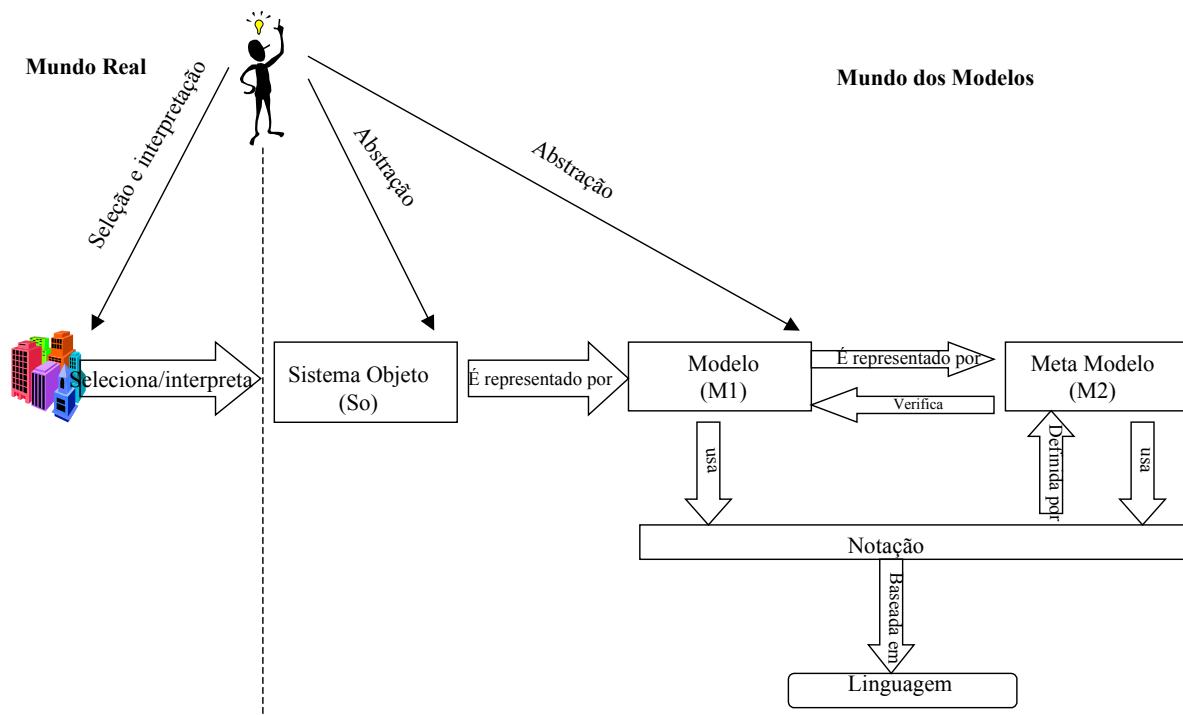 Mundo Real
Mundo dos Modelos
Seleção e interpretação
Abstração
Abstração
Seleciona/interpreta
Sistema Objeto
(So)
É representado por
Modelo
(M1)
É representado por
Verifica
Meta Modelo
(M2)
usa
Definida por
usa
Notação
Baseada em
Linguagem